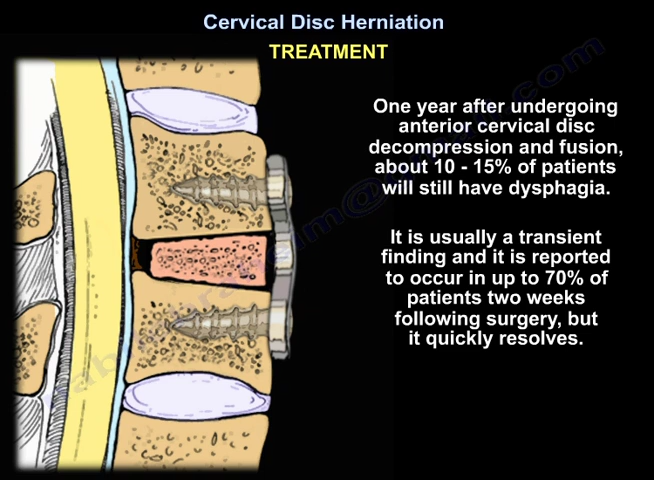 Cervical Disc Herniation
TREATMENT
One year after undergoing
anterior cervical disc
decompression and fusion,
about 10 - 15% of patients
will still have dysphagia.
It is usually a transient
finding and it is reported
to occur in up to 70% of
patients two weeks
following surgery, but
it quickly resolves.